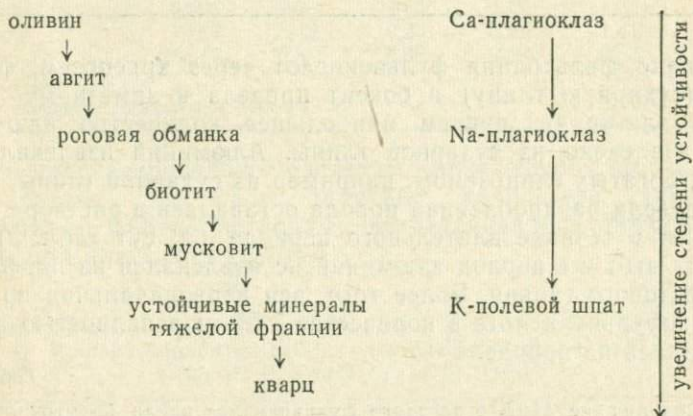 оливин
авгит
роговая обманка
биотит
мусковит
устойчивые минералы
тяжелой фракции
кварц
Ca-плагиоклаз
Na-плагиоклаз
К-полевой шпат
увеличение степени устойчивости